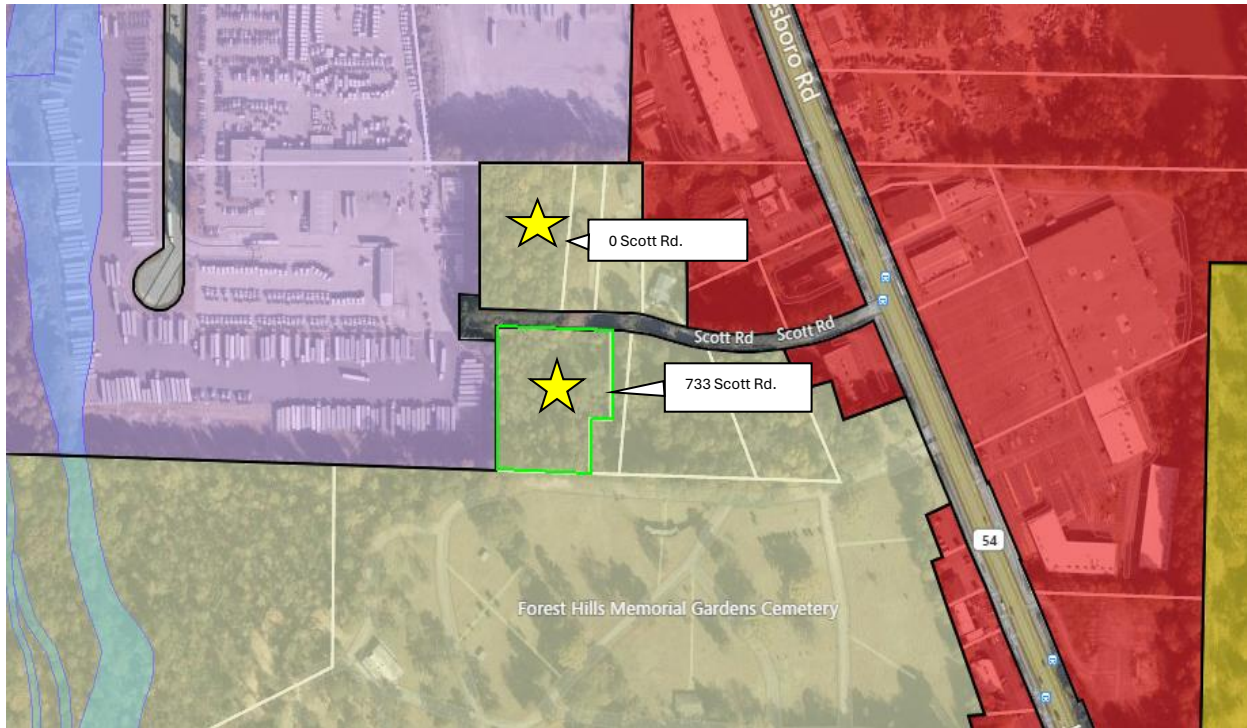 sboro Rd
0 Scott Rd.
Scott Rd
Scott Rd
733 Scott Rd.
54
Forest Hills Memorial Gardens Cemetery